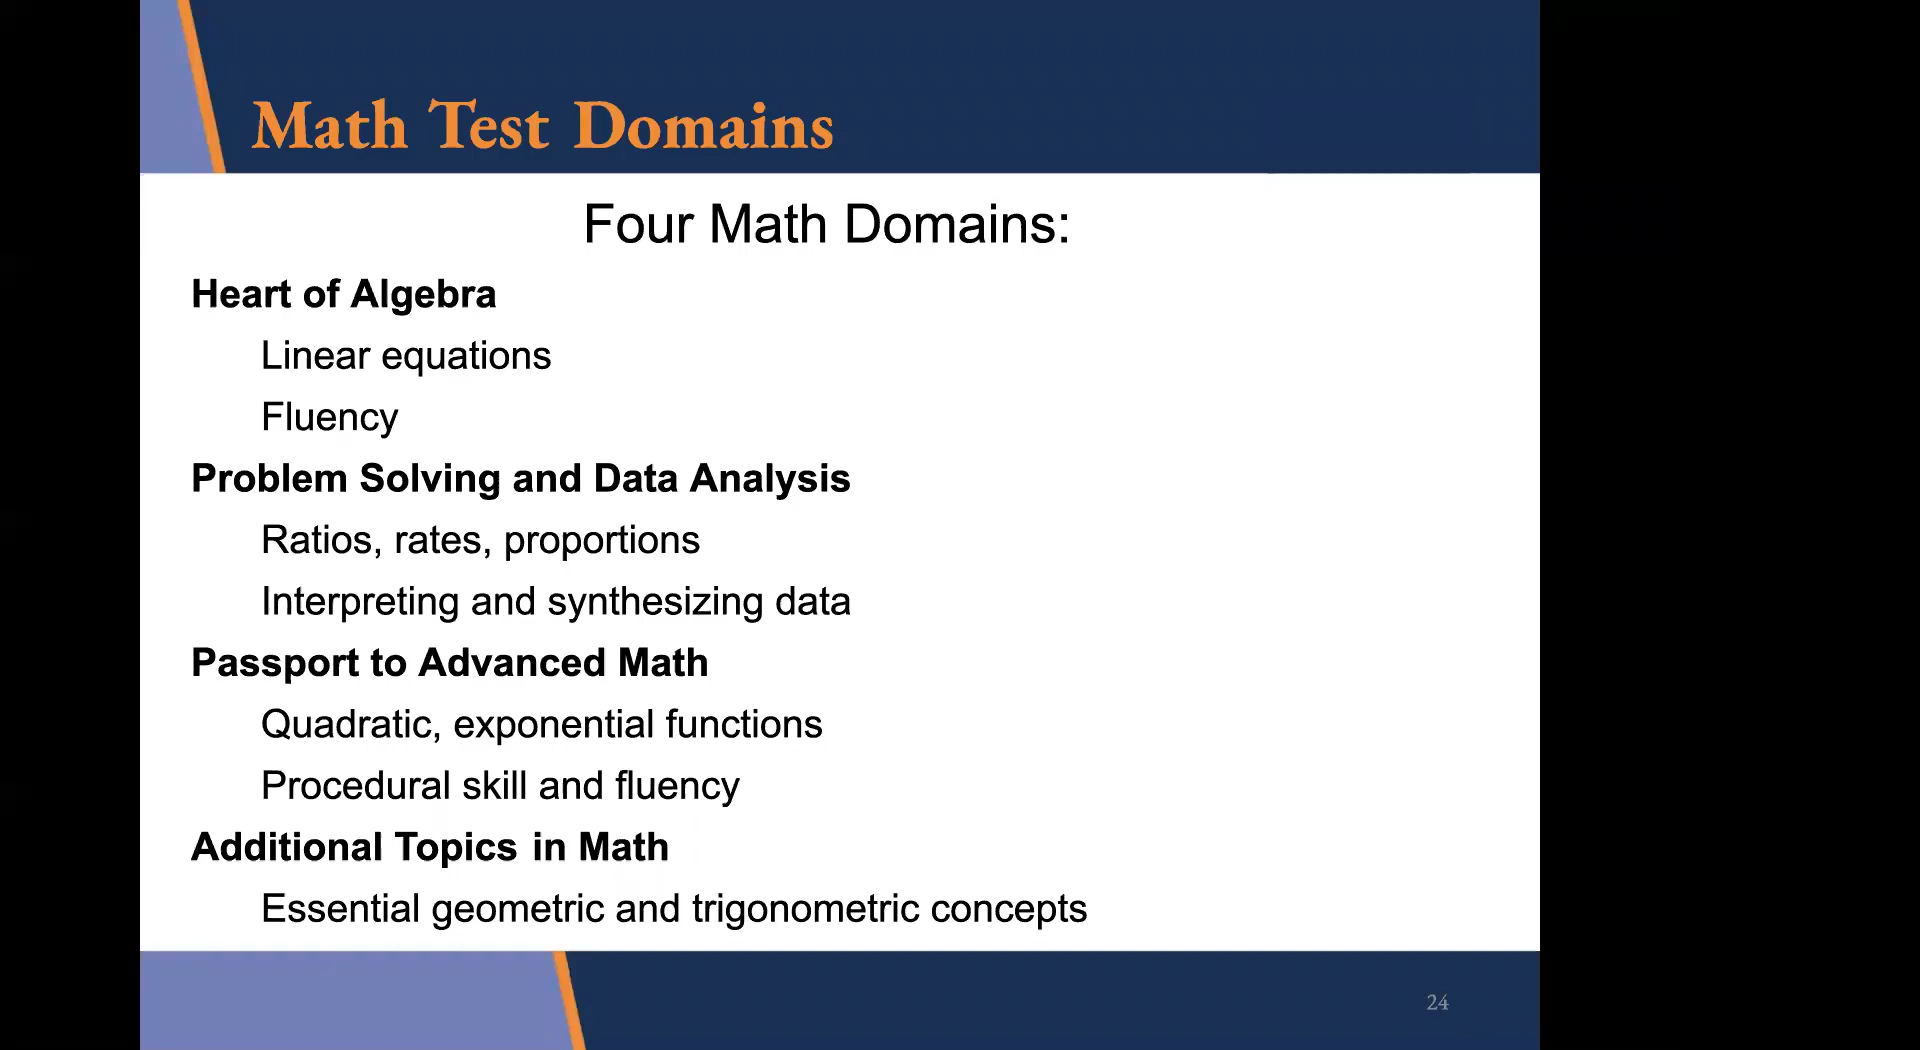 Math Test Domains
Four Math Domains:
Heart of Algebra
Linear equations
Fluency
Problem Solving and Data Analysis
Ratios, rates, proportions
Interpreting and synthesizing data
Passport to Advanced Math
Quadratic, exponential functions
Procedural skill and fluency
Additional Topics in Math
Essential geometric and trigonometric concepts
24